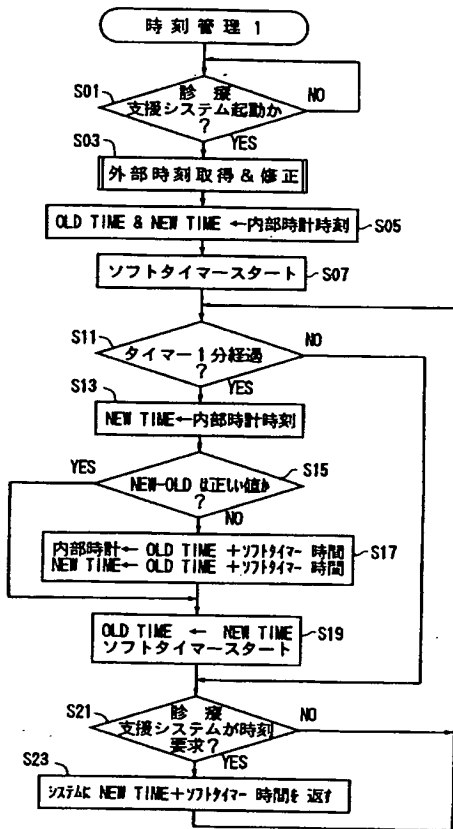 時刻管理 1
S01
診療
支援システム起動か
?
NO
YES
S03
外部時刻取得 & 修正
OLD TIME & NEW TIME ←内部時計時刻
S05
ソフトタイマースタート
S07
S11
タイマー1分経過
?
NO
YES
S13
NEW TIME←内部時計時刻
YES
S15
NEW-OLD は正しい値か
?
NO
内部時計← OLD TIME +ソフトタイマー 時間
NEW TIME← OLD TIME +ソフトタイマー 時間
S17
OLD TIME ← NEW TIME
ソフトタイマースタート
S19
S21
診療
支援システムが時刻
要求?
NO
YES
S23
システムに NEW TIME+ソフトタイマー 時間を 返す